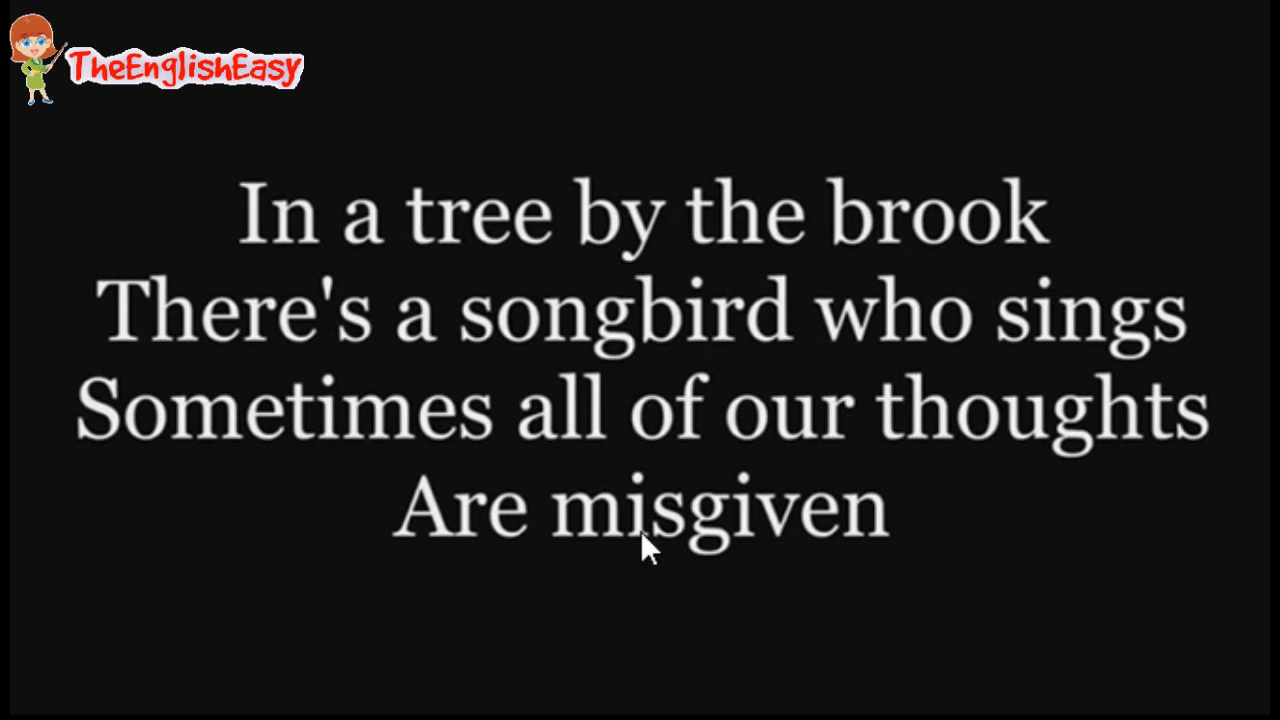 TheEnglishEasy
In a tree by the brook
There's a songbird who sings
Sometimes all of our thoughts
Are misgiven